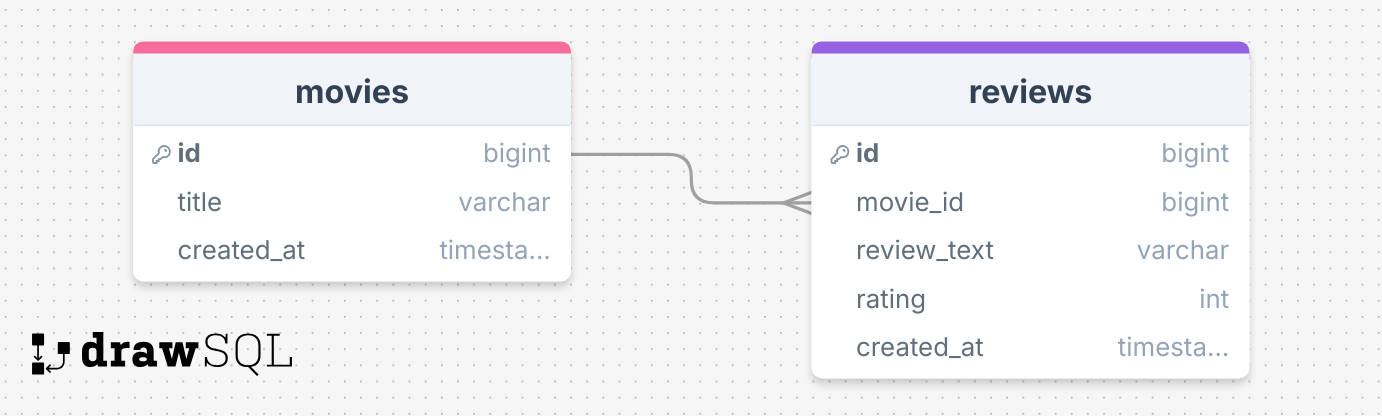 movies
id bigint
title varchar
created_at timesta...
reviews
id bigint
movie_id bigint
review_text varchar
rating int
created_at timesta...
drawSQL